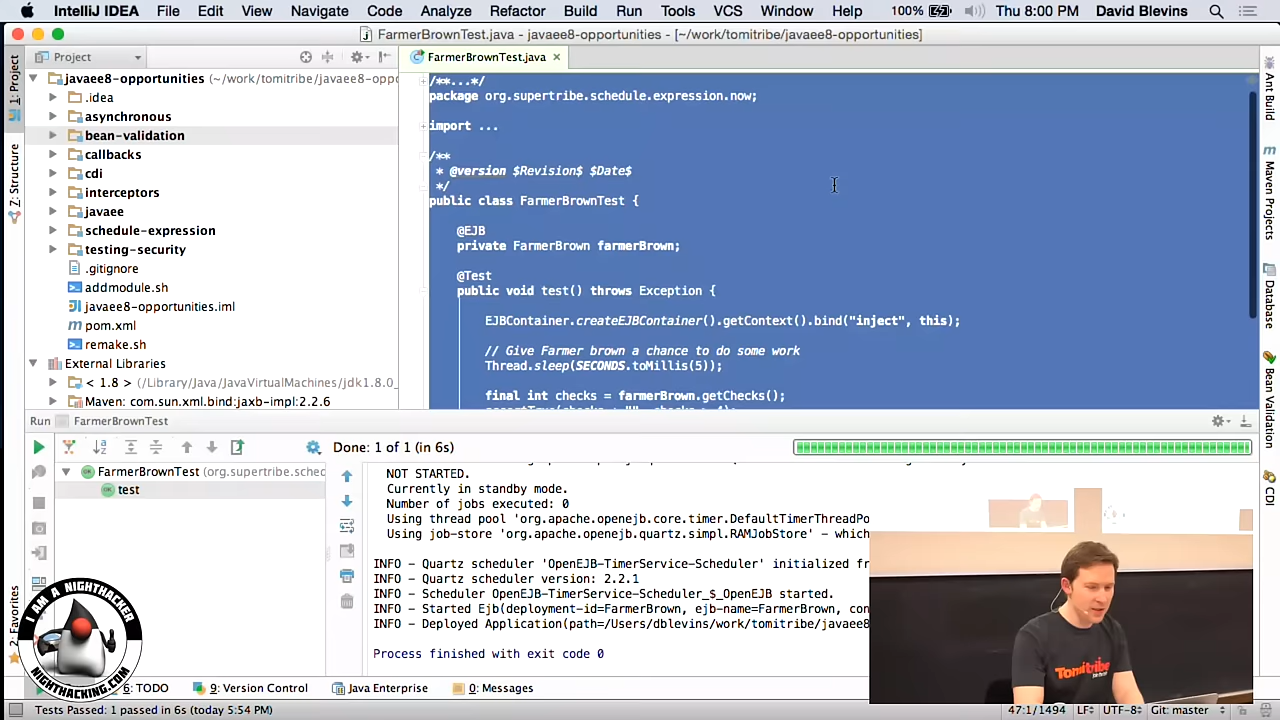 IntelliJ IDEA File Edit View Navigate Code Analyze Refactor Build Run Tools VCS Window Help 100% Thu 8:00 PM David Blevins
FarmerBrownTest.java - javaee8-opportunities - [~/work/tomitribe/javaee8-opportunities]
Project
FarmerBrownTest.java
1: Project
Z: Structure
2: Favorites
javaee8-opportunities (~/work/tomitribe/javaee8-oppo
.idea
asynchronous
bean-validation
callbacks
cdi
interceptors
javaee
schedule-expression
testing-security
.gitignore
addmodule.sh
javaee8-opportunities.iml
pom.xml
remake.sh
External Libraries
< 1.8 > (/Library/Java/JavaVirtualMachines/jdk1.8.0_
Maven: com.sun.xml.bind:jaxb-impl:2.2.6
/**...*/
package org.supertribe.schedule.expression.now;
import ...
/**
* @version $Revision$ $Date$
*/
public class FarmerBrownTest {
@EJB
private FarmerBrown farmerBrown;
@Test
public void test() throws Exception {
EJBContainer.createEJBContainer().getContext().bind("inject", this);
// Give Farmer brown a chance to do some work
Thread.sleep(SECONDS.toMillis(5));
final int checks = farmerBrown.getChecks();
Ant Build
Maven Projects
Database
Bean Validation
CDI
Run FarmerBrownTest
Done: 1 of 1 (in 6s)
FarmerBrownTest (org.supertribe.sched
test
NOT STARTED.
Currently in standby mode.
Number of jobs executed: 0
Using thread pool 'org.apache.openejb.core.timer.DefaultTimerThreadPo
Using job-store 'org.apache.openejb.quartz.simpl.RAMJobStore' - which
INFO - Quartz scheduler 'OpenEJB-TimerService-Scheduler' initialized fr
INFO - Quartz scheduler version: 2.2.1
INFO - Scheduler OpenEJB-TimerService-Scheduler_$_OpenEJB started.
INFO - Started Ejb(deployment-id=FarmerBrown, ejb-name=FarmerBrown, con
INFO - Deployed Application(path=/Users/dblevins/work/tomitribe/javaee8
Process finished with exit code 0
I AM A NIGHTHACKER
NIGHTHACKING.COM
Tomitribe
6: TODO 9: Version Control Java Enterprise 0: Messages
Tests Passed: 1 passed in 6s (today 5:54 PM)
47:1/1494 LF UTF-8 Git: master